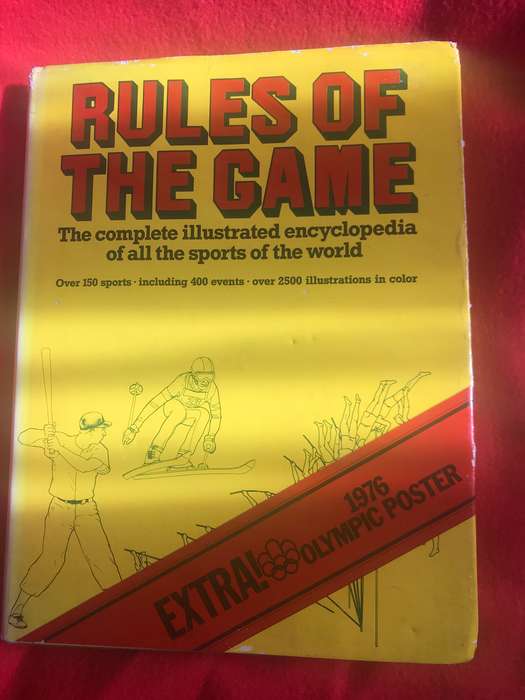 RULES OF
THE GAME
The complete illustrated encyclopedia
of all the sports of the world
Over 150 sports · including 400 events · over 2500 illustrations in color
EXTRA!
1976
OLYMPIC POSTER